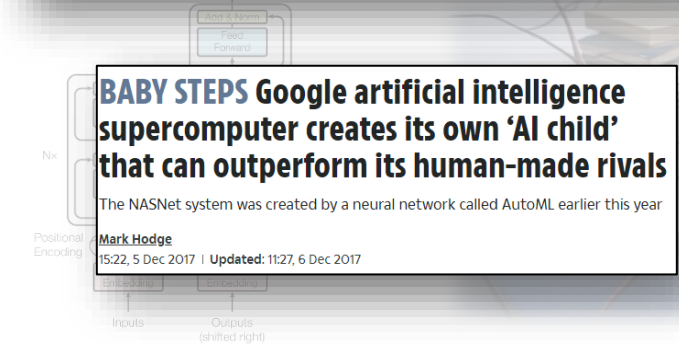 Add & Norm
Feed
Forward
BABY STEPS Google artificial intelligence
supercomputer creates its own ‘AI child’
that can outperform its human-made rivals
The NASNet system was created by a neural network called AutoML earlier this year
Mark Hodge
15:22, 5 Dec 2017 | Updated: 11:27, 6 Dec 2017
N×
Positional
Encoding
Embedding
Embedding
Inputs
Outputs
(shifted right)